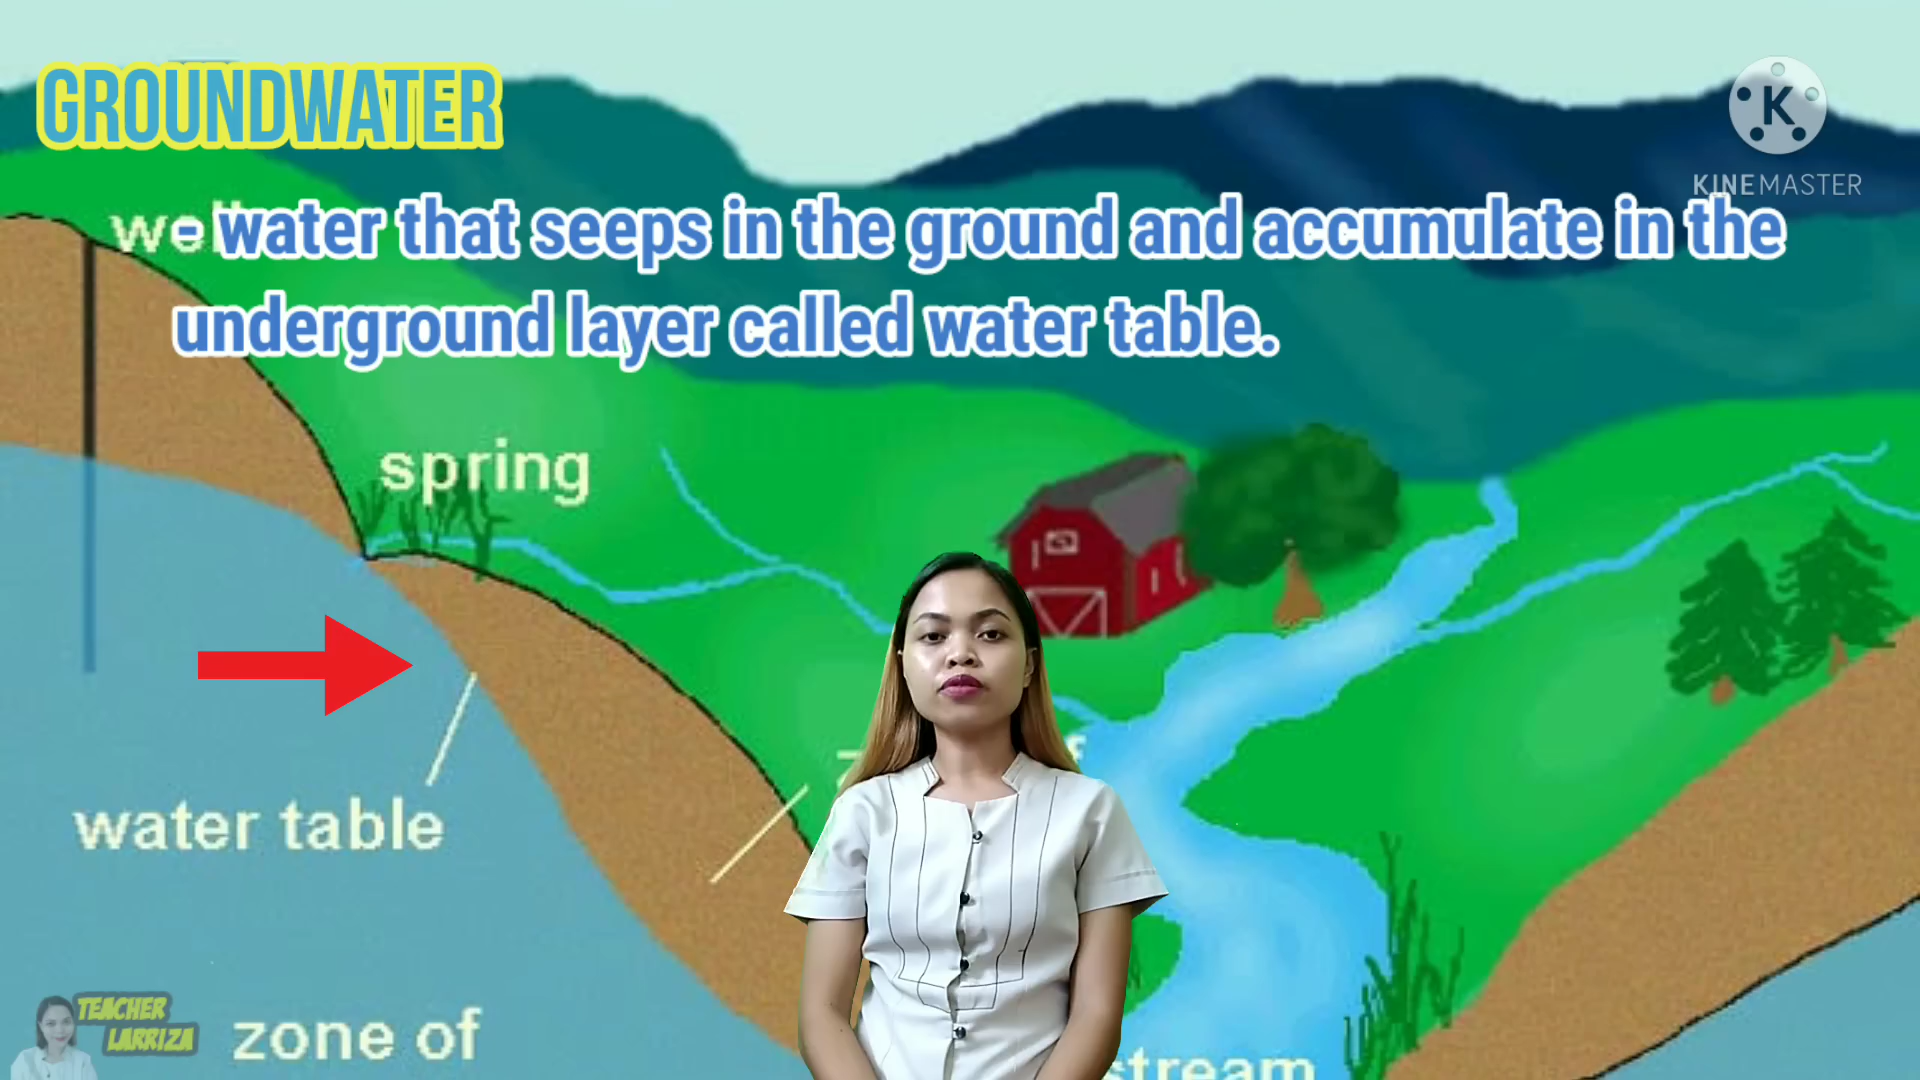 GROUNDWATER
K
KINEMASTER
- water that seeps in the ground and accumulate in the
underground layer called water table.
spring
water table
TEACHER
LARRIZA
zone of
stream